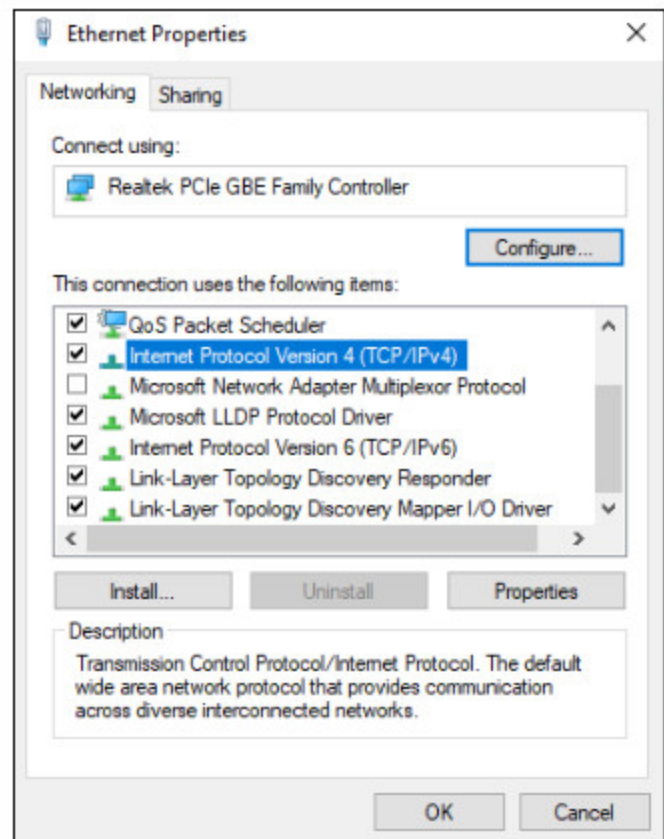 Ethernet Properties
Networking
Sharing
Connect using:
Realtek PCIe GBE Family Controller
Configure...
This connection uses the following items:
QoS Packet Scheduler
Internet Protocol Version 4 (TCP/IPv4)
Microsoft Network Adapter Multiplexor Protocol
Microsoft LLDP Protocol Driver
Internet Protocol Version 6 (TCP/IPv6)
Link-Layer Topology Discovery Responder
Link-Layer Topology Discovery Mapper I/O Driver
Install...
Uninstall
Properties
Description
Transmission Control Protocol/Internet Protocol. The default
wide area network protocol that provides communication
across diverse interconnected networks.
OK
Cancel